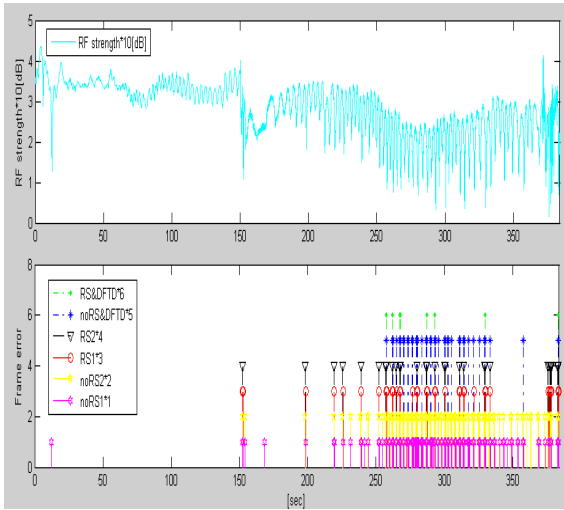 RF strength*10[dB]
RF strength*10[dB]
5
4
3
2
1
0
0 50 100 150 200 250 300 350
RS&DFTD*6
noRS&DFTD*5
RS2*4
RS1*3
noRS2*2
noRS1*1
Frame error
8
6
4
2
0
0 50 100 150 200 250 300 350
[sec]